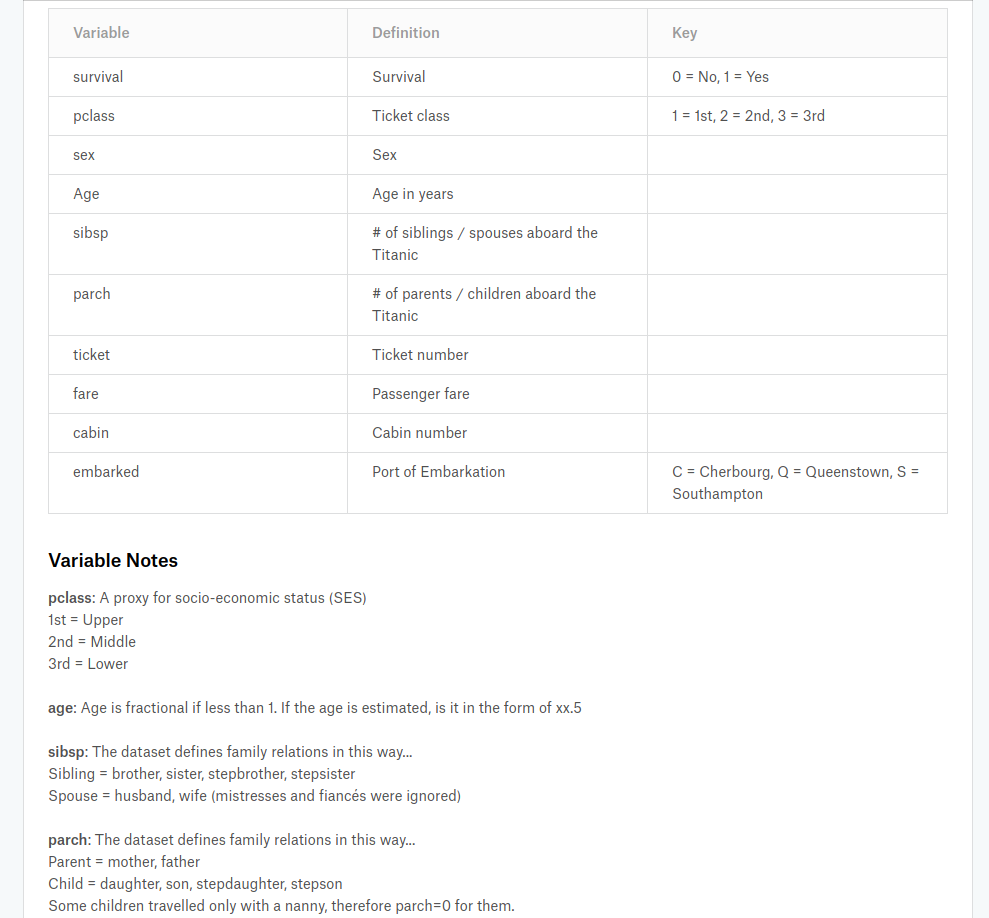 Variable Definition Key
survival Survival 0 = No, 1 = Yes
pclass Ticket class 1 = 1st, 2 = 2nd, 3 = 3rd
sex Sex
Age Age in years
sibsp # of siblings / spouses aboard the
Titanic
parch # of parents / children aboard the
Titanic
ticket Ticket number
fare Passenger fare
cabin Cabin number
embarked Port of Embarkation C = Cherbourg, Q = Queenstown, S =
Southampton
Variable Notes
pclass: A proxy for socio-economic status (SES)
1st = Upper
2nd = Middle
3rd = Lower
age: Age is fractional if less than 1. If the age is estimated, is it in the form of xx.5
sibsp: The dataset defines family relations in this way...
Sibling = brother, sister, stepbrother, stepsister
Spouse = husband, wife (mistresses and fiancés were ignored)
parch: The dataset defines family relations in this way...
Parent = mother, father
Child = daughter, son, stepdaughter, stepson
Some children travelled only with a nanny, therefore parch=0 for them.